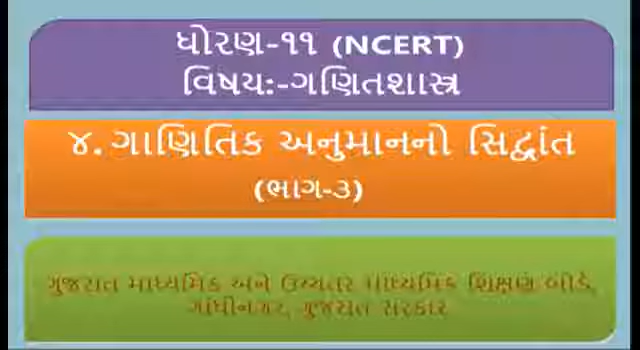 ધોરણ-૧૧ (NCERT)
વિષય:-ગણિતશાસ્ત્ર
૪. ગાણિતિક અનુમાનનો સિદ્ધાંત
(ભાગ-૩)
ગુજરાત માધ્યમિક અને ઉચ્ચતર માધ્યમિક શિક્ષણ બોર્ડ,
ગાંધીનગર, ગુજરાત સરકાર